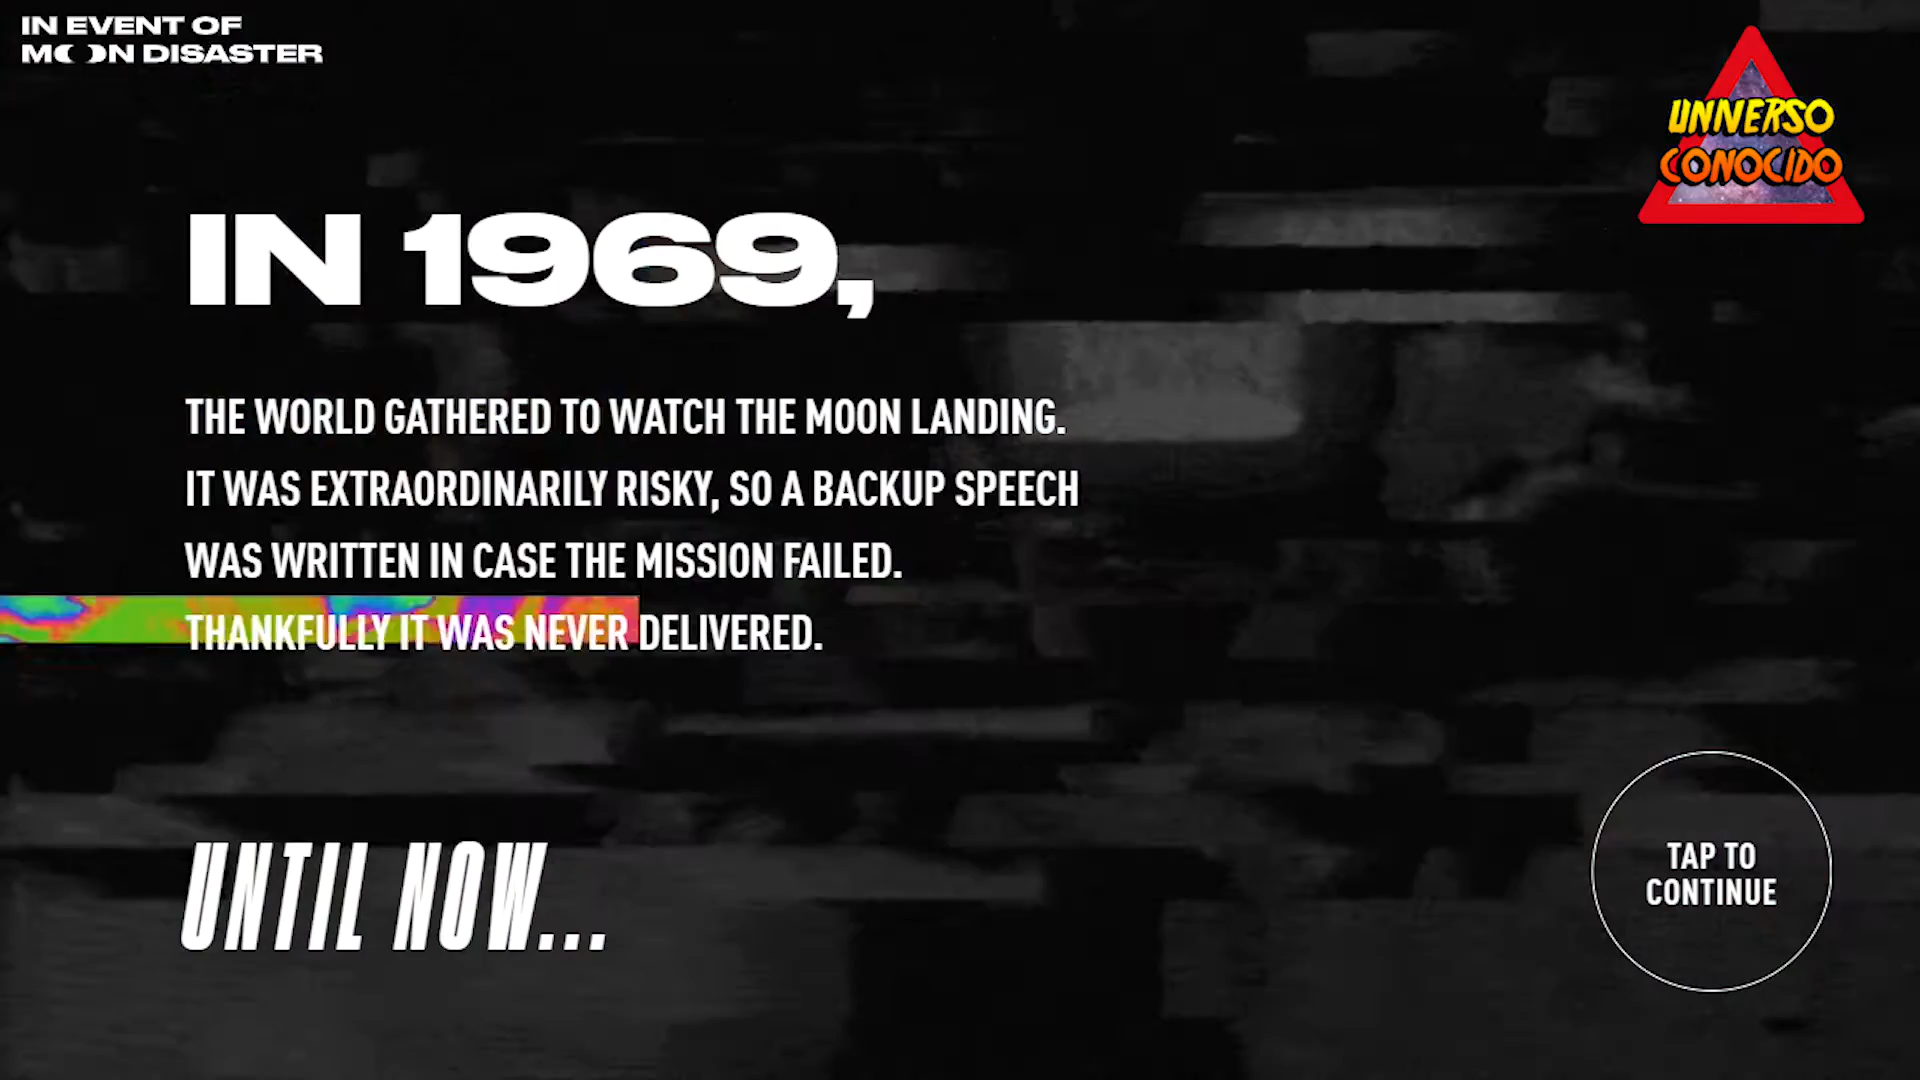 IN EVENT OF
MOON DISASTER
UNIVERSO
CONOCIDO
IN 1969,
THE WORLD GATHERED TO WATCH THE MOON LANDING.
IT WAS EXTRAORDINARILY RISKY, SO A BACKUP SPEECH
WAS WRITTEN IN CASE THE MISSION FAILED.
THANKFULLY IT WAS NEVER DELIVERED.
UNTIL NOW...
TAP TO
CONTINUE